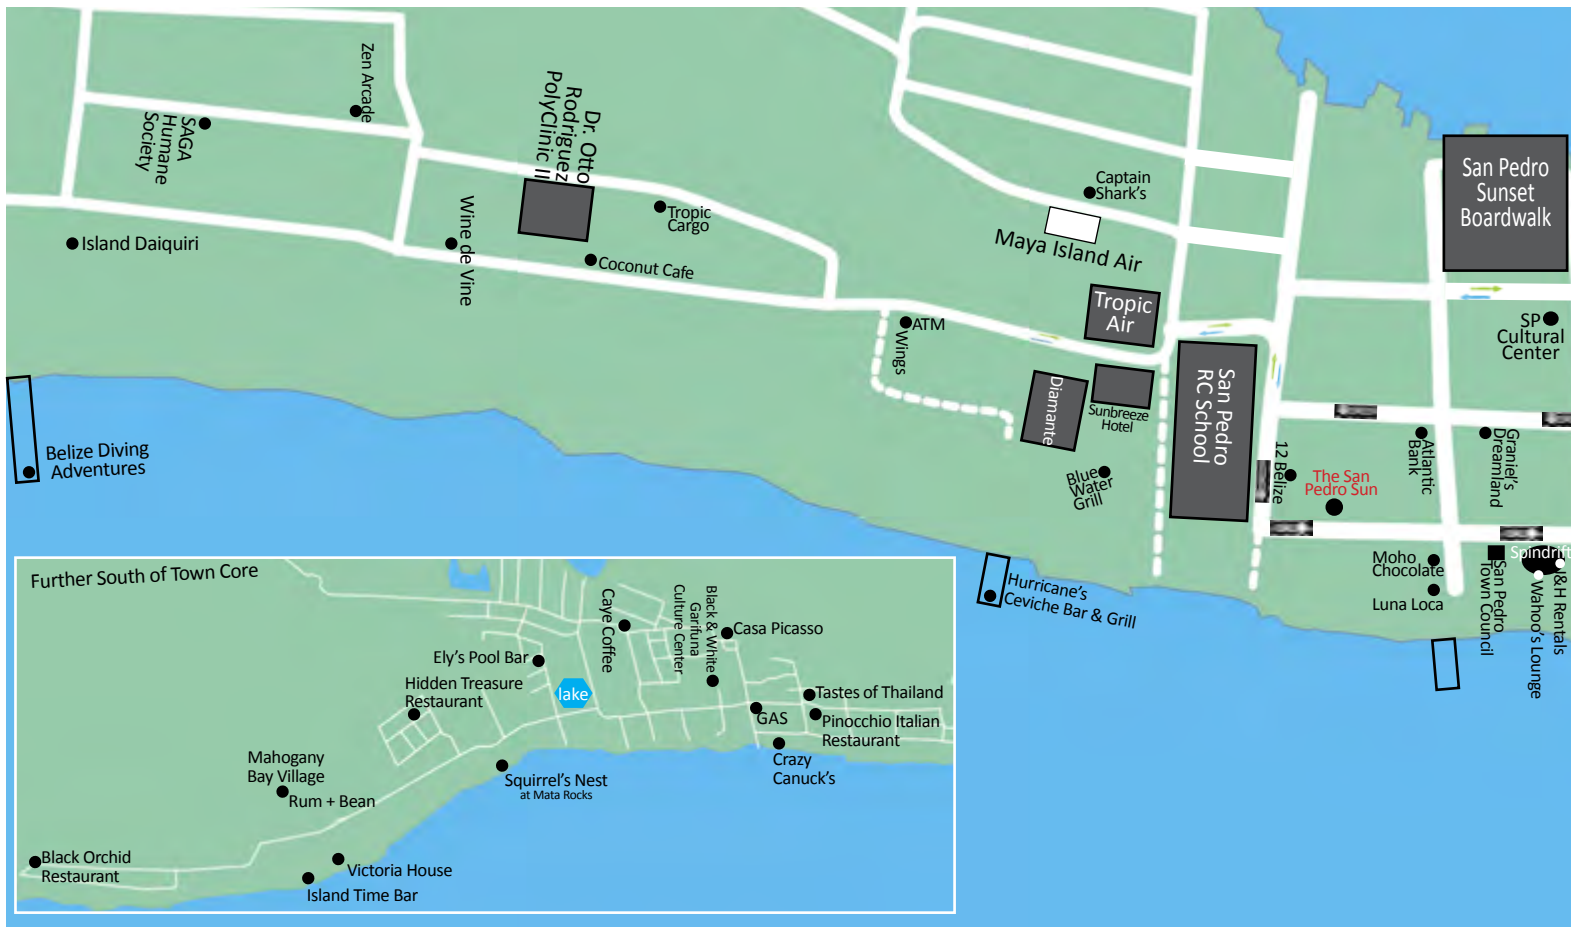 Zen Arcade
SAGA
Humane
Society
Dr. Otto
Rodriguez
PolyClinic II
Tropic
Cargo
Wine de Vine
Island Daiquiri
Coconut Cafe
Captain
Shark's
Maya Island Air
Tropic
Air
San Pedro
Sunset
Boardwalk
SP
Cultural
Center
ATM
Wings
Diamante
Sunbreeze
Hotel
San Pedro
RC School
Blue
Water
Grill
12 Belize
The San
Pedro Sun
Atlantic
Bank
Graniel's
Dreamland
Belize Diving
Adventures
Hurricane's
Ceviche Bar & Grill
Moho
Chocolate
Luna Loca
San Pedro
Town Council
Spindrift
J&H Rentals
Wahoo's Lounge
Further South of Town Core
Caye Coffee
Black & White
Garifuna
Culture Center
Casa Picasso
Ely's Pool Bar
lake
Hidden Treasure
Restaurant
Tastes of Thailand
GAS
Pinocchio Italian
Restaurant
Crazy
Canuck's
Mahogany
Bay Village
Rum + Bean
Squirrel's Nest
at Mata Rocks
Black Orchid
Restaurant
Victoria House
Island Time Bar